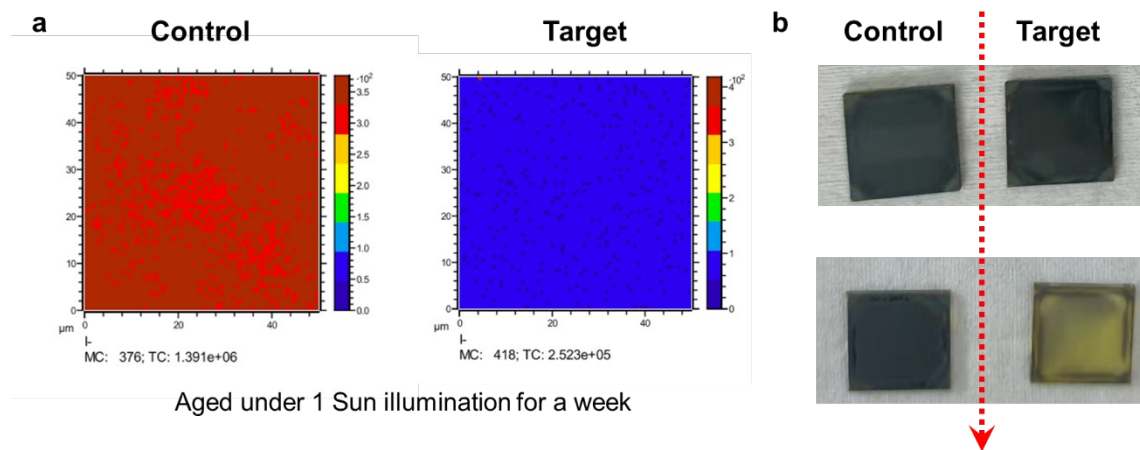 a
Control
Target
50
40
30
20
10
0
µm
0
20
40
·10²
3.5
3.0
2.5
2.0
1.5
1.0
0.5
0.0
I-
MC: 376; TC: 1.391e+06
50
40
30
20
10
0
µm
0
20
40
·10²
4
3
2
1
0
I-
MC: 418; TC: 2.523e+05
Aged under 1 Sun illumination for a week
b
Control
Target